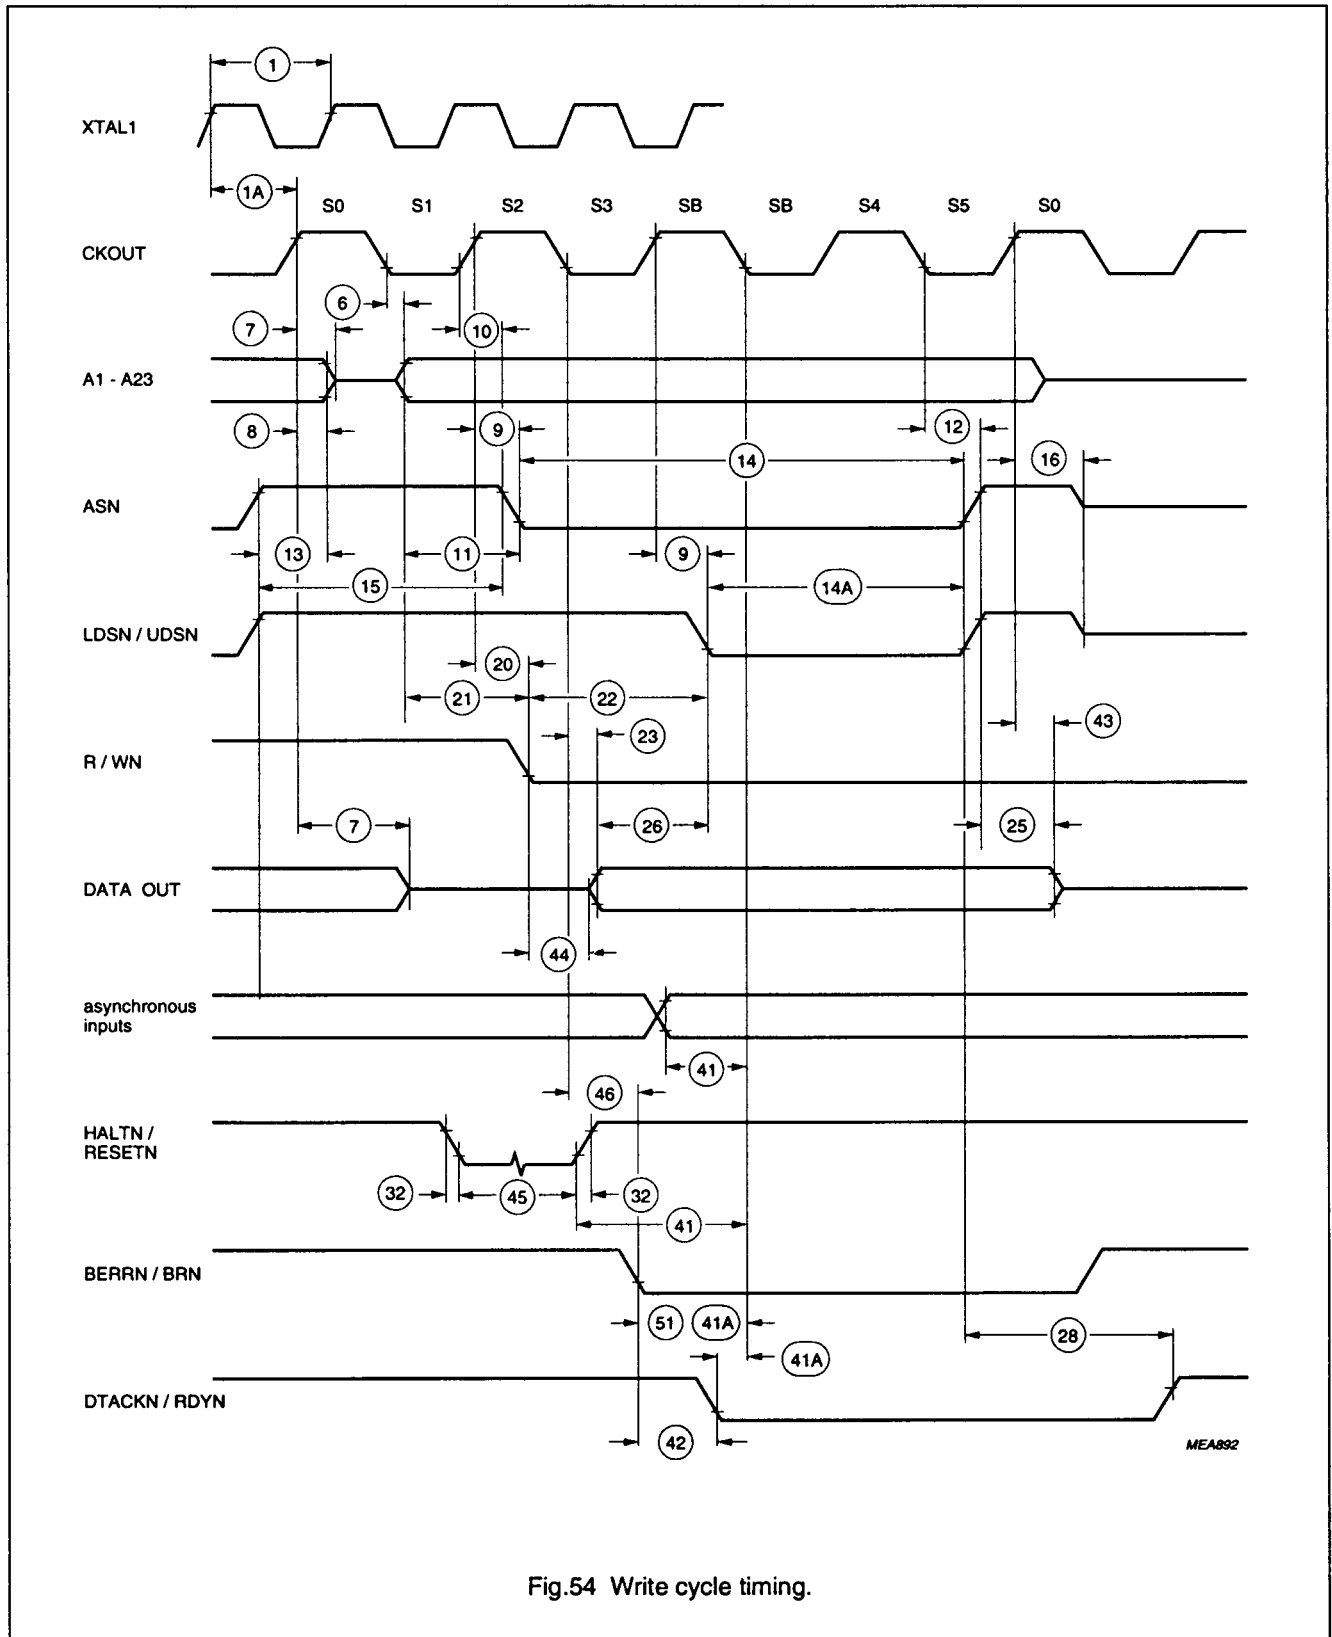 1
XTAL1
1A
S0 S1 S2 S3 SB SB S4 S5 S0
CKOUT
6
7 10
A1 - A23
8 9 12
14 16
ASN
13 11 9
15 14A
LDSN / UDSN
20
21 22
43
23
R / WN
7 26 25
DATA OUT
44
asynchronous
inputs
41
46
HALTN /
RESETN
32 45 32
41
BERRN / BRN
51 41A
28
41A
DTACKN / RDYN
42
MEA892
Fig.54 Write cycle timing.